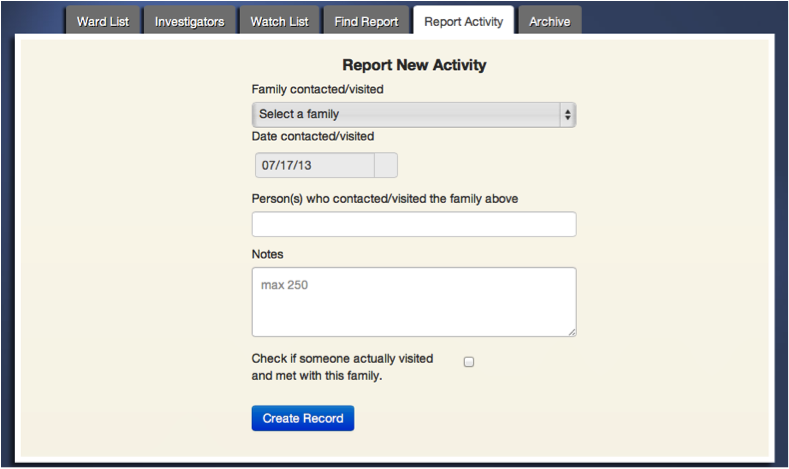 Ward List Investigators Watch List Find Report Report Activity Archive
Report New Activity
Family contacted/visited
Select a family
Date contacted/visited
07/17/13
Person(s) who contacted/visited the family above
Notes
max 250
Check if someone actually visited
and met with this family.
Create Record